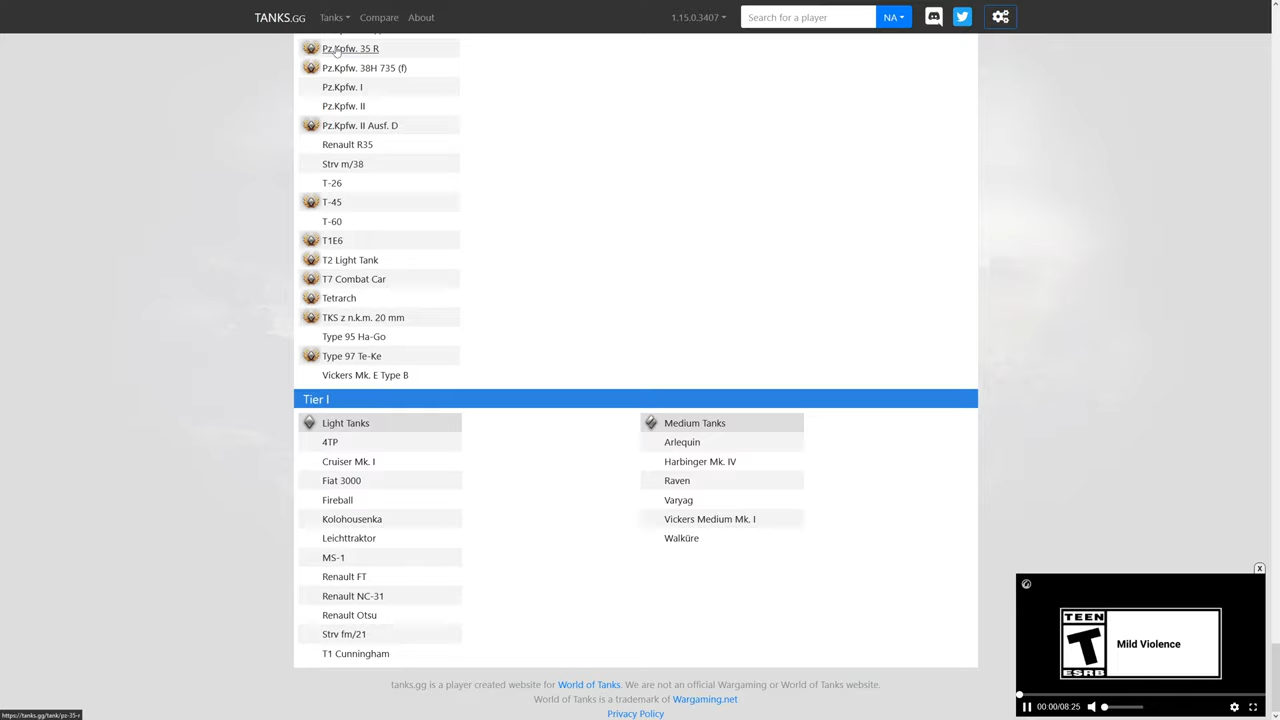 TANKS.GG Tanks Compare About 1.15.0.3407 Search for a player NA
Pz.Kpfw. 35 R
Pz.Kpfw. 38H 735 (f)
Pz.Kpfw. I
Pz.Kpfw. II
Pz.Kpfw. II Ausf. D
Renault R35
Strv m/38
T-26
T-45
T-60
T1E6
T2 Light Tank
T7 Combat Car
Tetrarch
TKS z n.k.m. 20 mm
Type 95 Ha-Go
Type 97 Te-Ke
Vickers Mk. E Type B
Tier I
Light Tanks
4TP
Cruiser Mk. I
Fiat 3000
Fireball
Kolohousenka
Leichttraktor
MS-1
Renault FT
Renault NC-31
Renault Otsu
Strv fm/21
T1 Cunningham
Medium Tanks
Arlequin
Harbinger Mk. IV
Raven
Varyag
Vickers Medium Mk. I
Walküre
X
TEEN
T
ESRB
Mild Violence
00:00/08:25
tanks.gg is a player created website for World of Tanks. We are not an official Wargaming or World of Tanks website.
World of Tanks is a trademark of Wargaming.net
Privacy Policy
https://tanks.gg/tank/pz-35-r